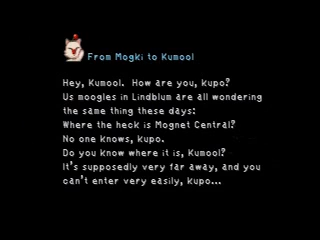 From Mogki to Kumool
Hey, Kumool. How are you, kupo?
Us moogles in Lindblum are all wondering
the same thing these days:
Where the heck is Mognet Central?
No one knows, kupo.
Do you know where it is, Kumool?
It's supposedly very far away, and you
can't enter very easily, kupo...